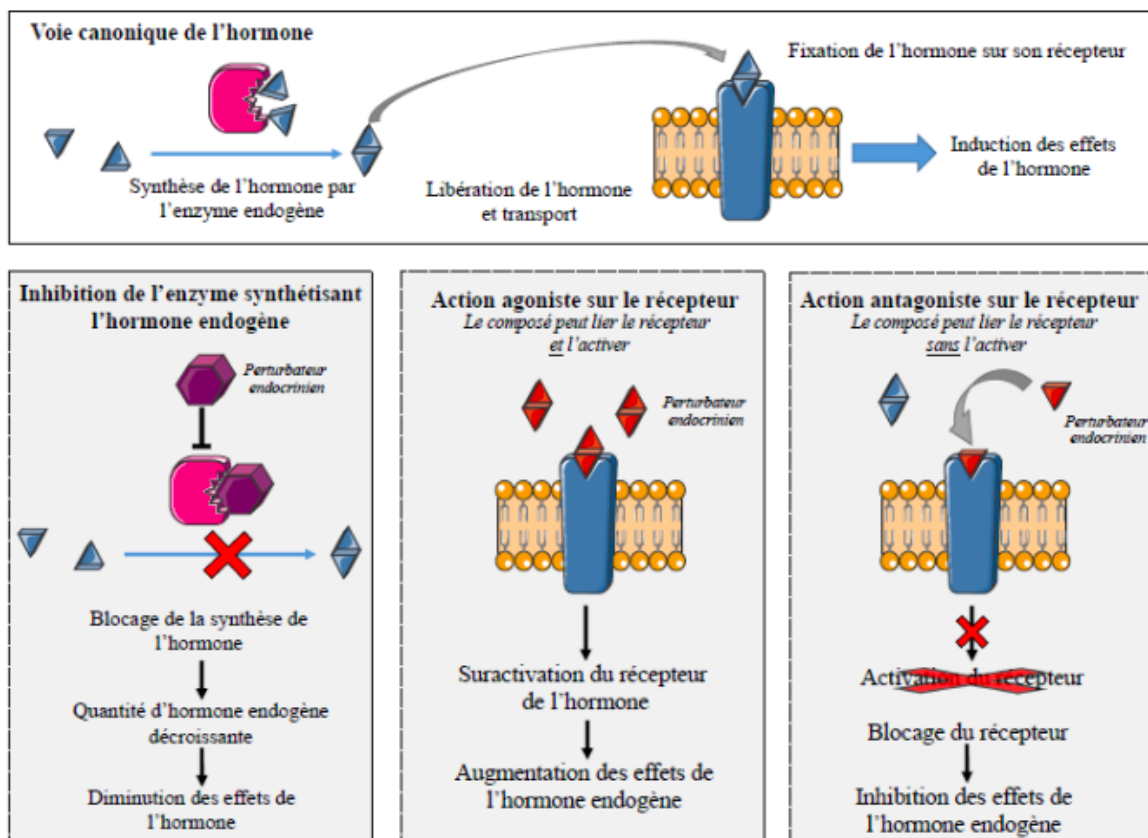 Voie canonique de l'hormone
Fixation de l'hormone sur son récepteur
Synthèse de l'hormone par
l'enzyme endogène
Libération de l'hormone
et transport
Induction des effets
de l'hormone
Inhibition de l'enzyme synthétisant
l'hormone endogène
Perturbateur
endocrinien
Blocage de la synthèse de
l'hormone
Quantité d'hormone endogène
décroissante
Diminution des effets de
l'hormone
Action agoniste sur le récepteur
Le composé peut lier le récepteur
et l'activer
Perturbateur
endocrinien
Suractivation du récepteur
de l'hormone
Augmentation des effets de
l'hormone endogène
Action antagoniste sur le récepteur
Le composé peut lier le récepteur
sans l'activer
Perturbateur
endocrinien
Activation du récepteur
Blocage du récepteur
Inhibition des effets de
l'hormone endogène